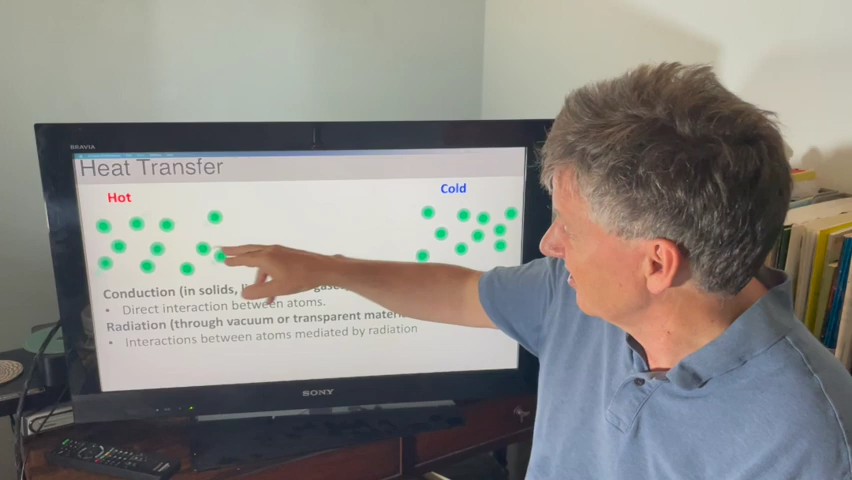 BRAVIA
Heat Transfer
Hot
Cold
Conduction (in solids,
Direct interaction between atoms.
Radiation (through vacuum or transparent
Interactions between atoms mediated by radiation
SONY